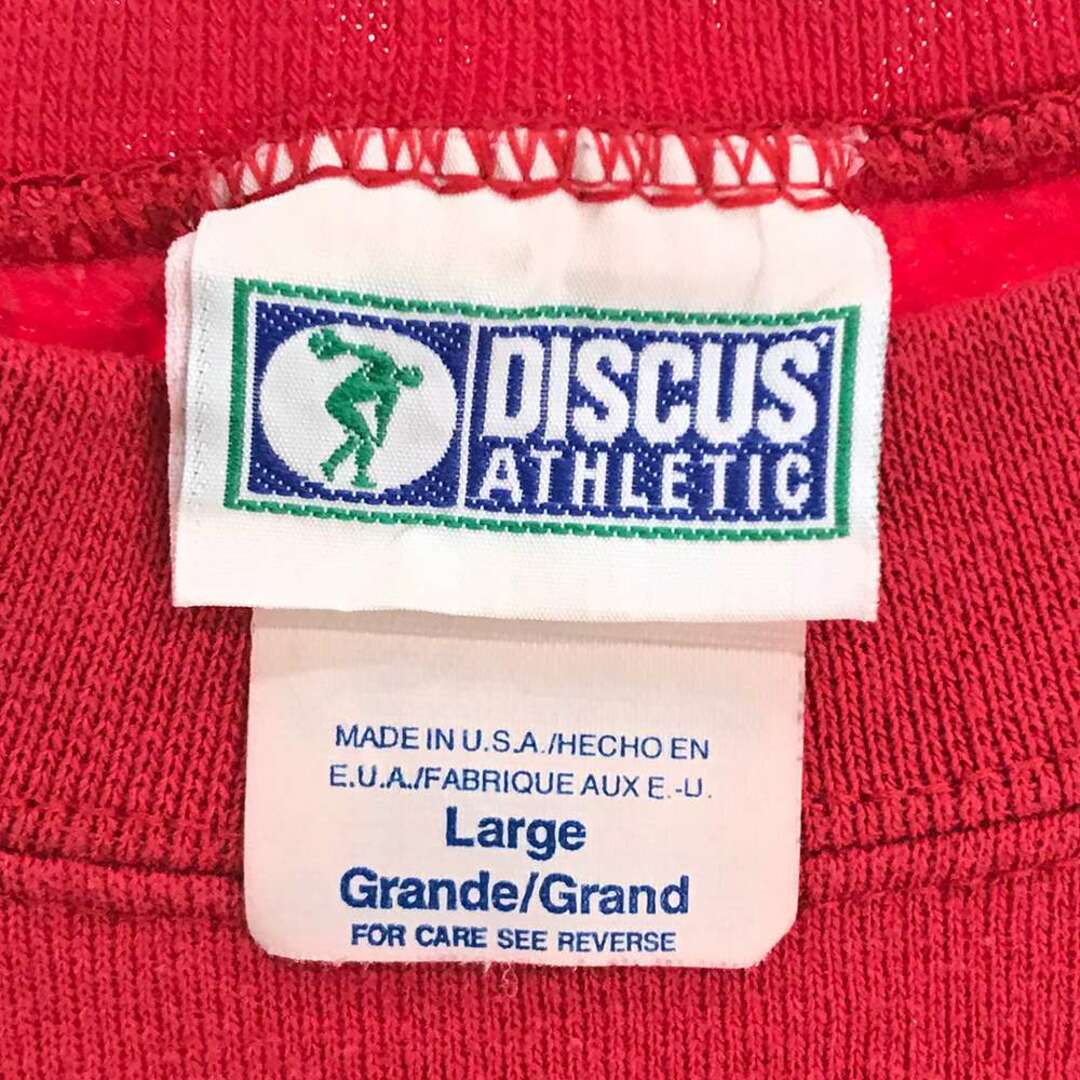 DISCUS
ATHLETIC
MADE IN U.S.A./HECHO EN
E.U.A./FABRIQUE AUX E.-U.
Large
Grande/Grand
FOR CARE SEE REVERSE